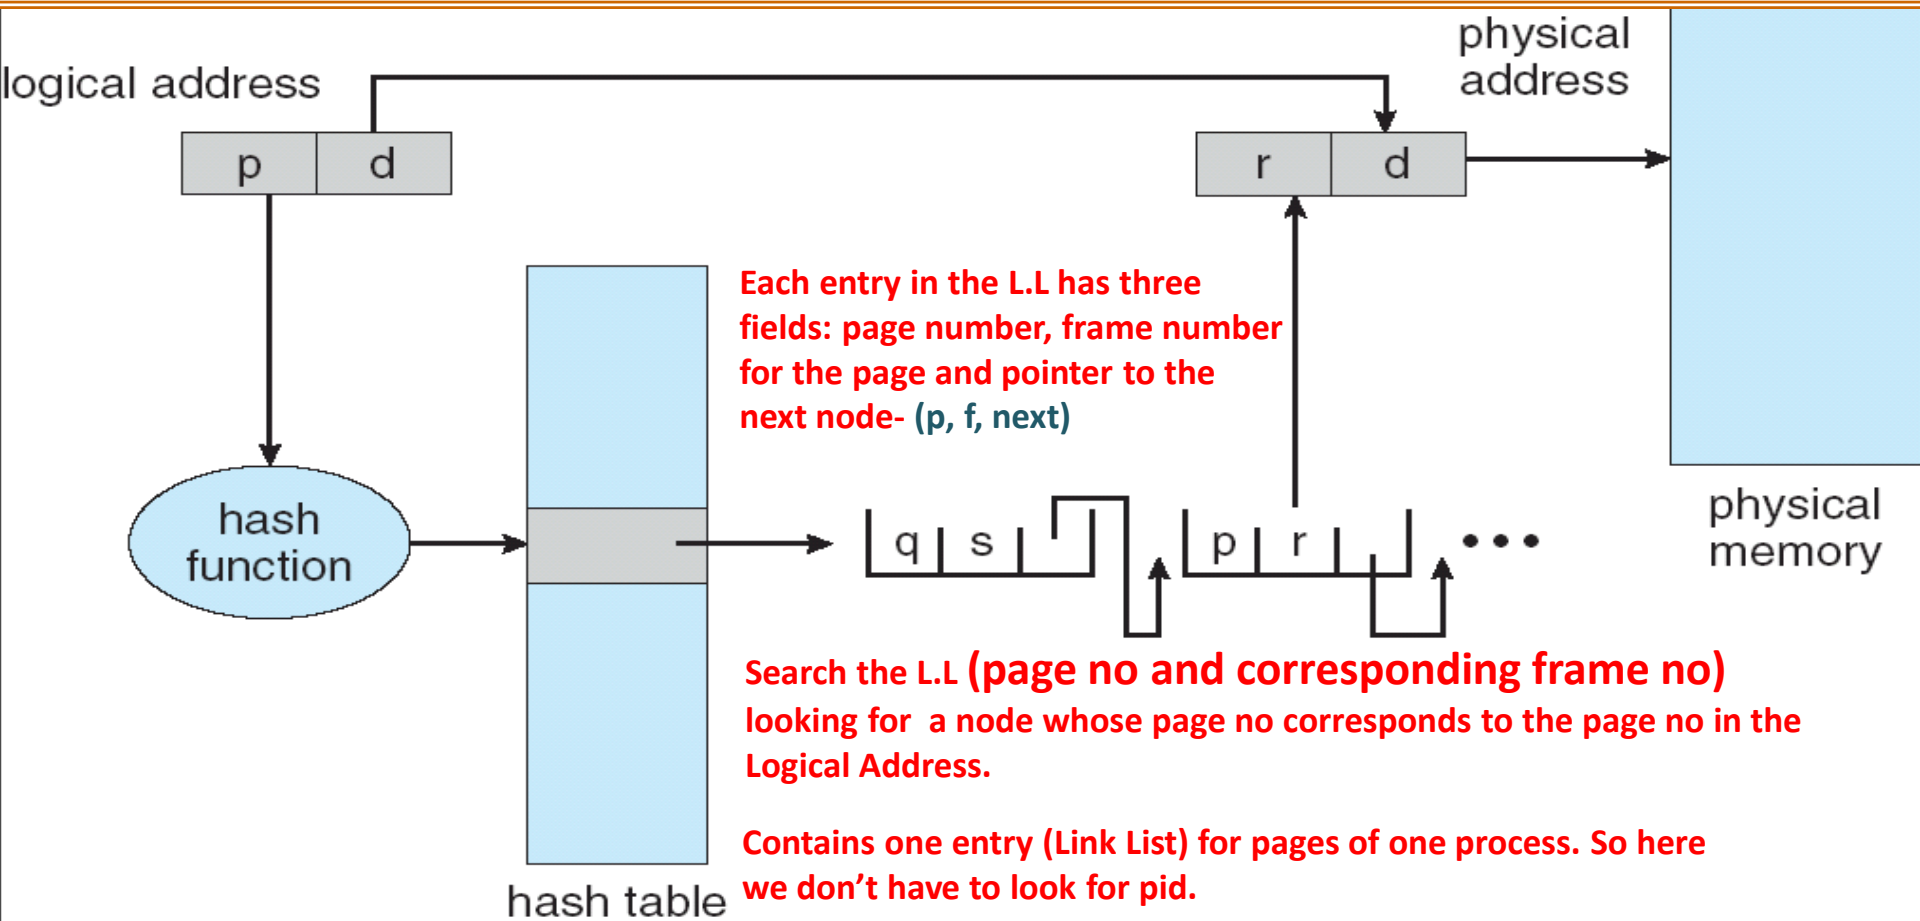 logical address
physical
address
p d
r d
Each entry in the L.L has three
fields: page number, frame number
for the page and pointer to the
next node- (p, f, next)
hash
function
q s
p r
•••
physical
memory
Search the L.L (page no and corresponding frame no)
looking for a node whose page no corresponds to the page no in the
Logical Address.
Contains one entry (Link List) for pages of one process. So here
we don’t have to look for pid.
hash table